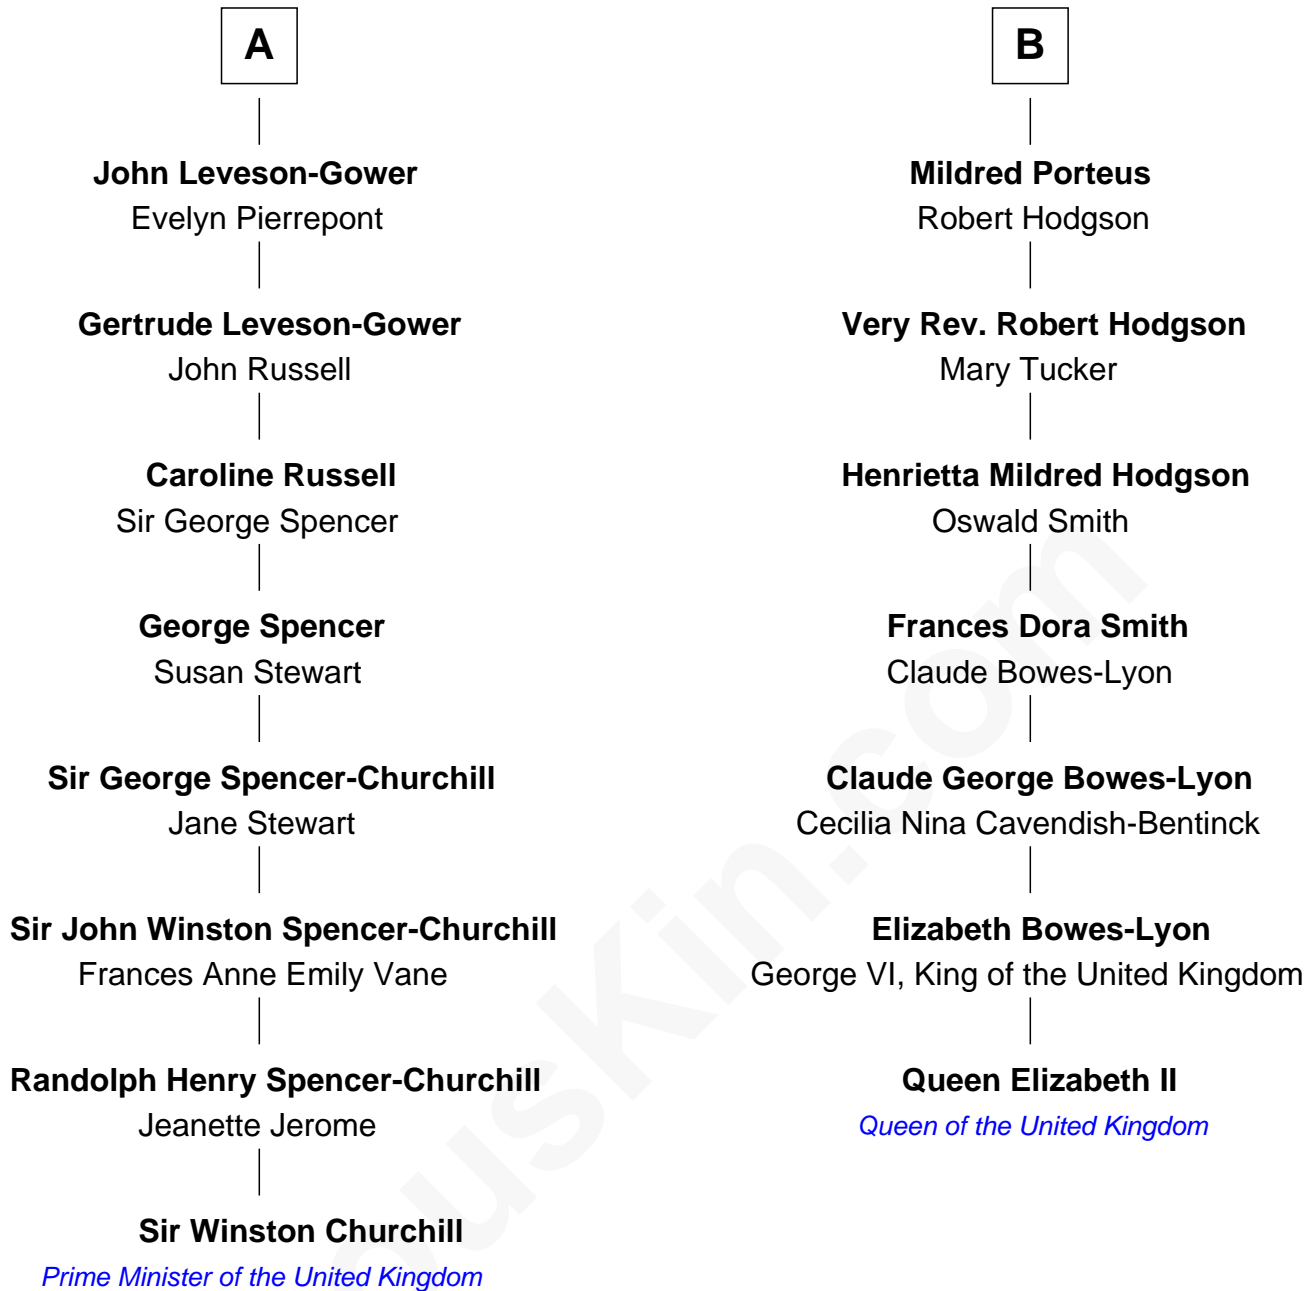 A
John Leveson-Gower
Evelyn Pierrepont
Gertrude Leveson-Gower
John Russell
Caroline Russell
Sir George Spencer
George Spencer
Susan Stewart
Sir George Spencer-Churchill
Jane Stewart
Sir John Winston Spencer-Churchill
Frances Anne Emily Vane
Randolph Henry Spencer-Churchill
Jeanette Jerome
Sir Winston Churchill
Prime Minister of the United Kingdom
B
Mildred Porteus
Robert Hodgson
Very Rev. Robert Hodgson
Mary Tucker
Henrietta Mildred Hodgson
Oswald Smith
Frances Dora Smith
Claude Bowes-Lyon
Claude George Bowes-Lyon
Cecilia Nina Cavendish-Bentinck
Elizabeth Bowes-Lyon
George VI, King of the United Kingdom
Queen Elizabeth II
Queen of the United Kingdom
ousKin.com